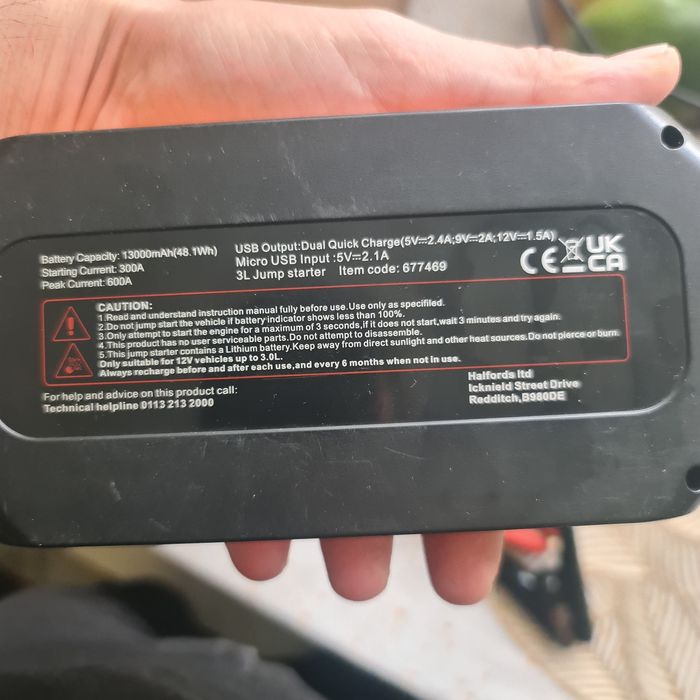 Battery Capacity: 13000mAh(48.1Wh)
Starting Current: 300A
Peak Current: 600A
USB Output:Dual Quick Charge(5V⎓2.4A;9V⎓2A;12V⎓1.5A)
Micro USB Input :5V⎓2.1A
3L Jump starter Item code: 677469
CE UK
CA
CAUTION:
1.Read and understand instruction manual fully before use.Use only as specifiled.
2.Do not jump start the vehicle if battery indicator shows less than 100%.
3.Only attempt to start the engine for a maximum of 3 seconds,if it does not start,wait 3 minutes and try again.
4.This product has no user serviceable parts.Do not attempt to disassemble.
5.This jump starter contains a Lithium battery.Keep away from direct sunlight and other heat sources.Do not pierce or burn.
Only suitable for 12V vehicles up to 3.0L.
Always recharge before and after each use,and every 6 months when not in use.
For help and advice on this product call:
Technical helpline 0113 213 2000
Halfords ltd
Icknield Street Drive
Redditch,B980DE